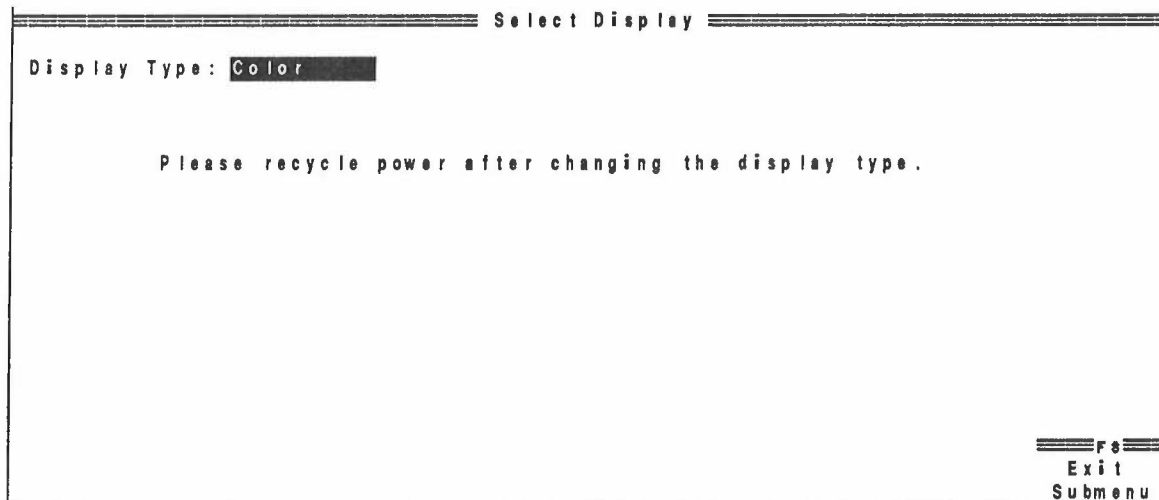 Select Display
Display Type: Color
Please recycle power after changing the display type.
F8
Exit
Submenu